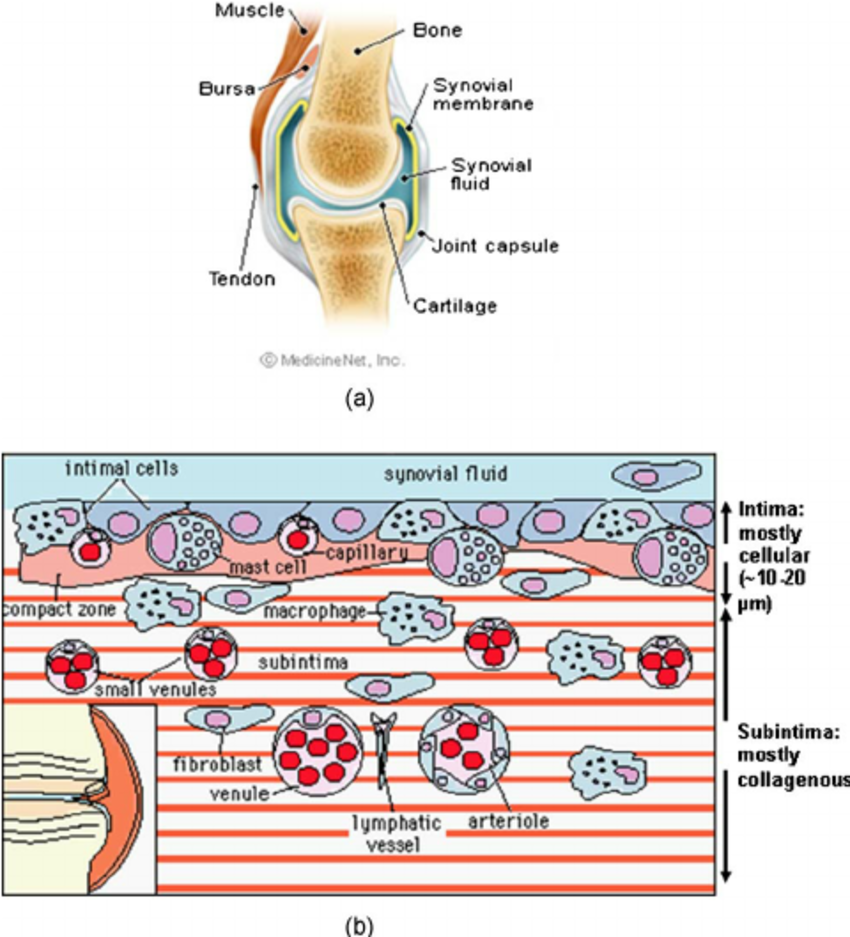 Muscle
Bone
Bursa
Synovial
membrane
Synovial
fluid
Joint capsule
Tendon
Cartilage
© MedicineNet, Inc.
(a)
intimal cells
synovial fluid
Intima:
mostly
cellular
(~10-20
µm)
capillary
mast cell
compact zone
macrophage
subintima
small venules
Subintima:
mostly
collagenous
fibroblast
venule
lymphatic
vessel
arteriole
(b)